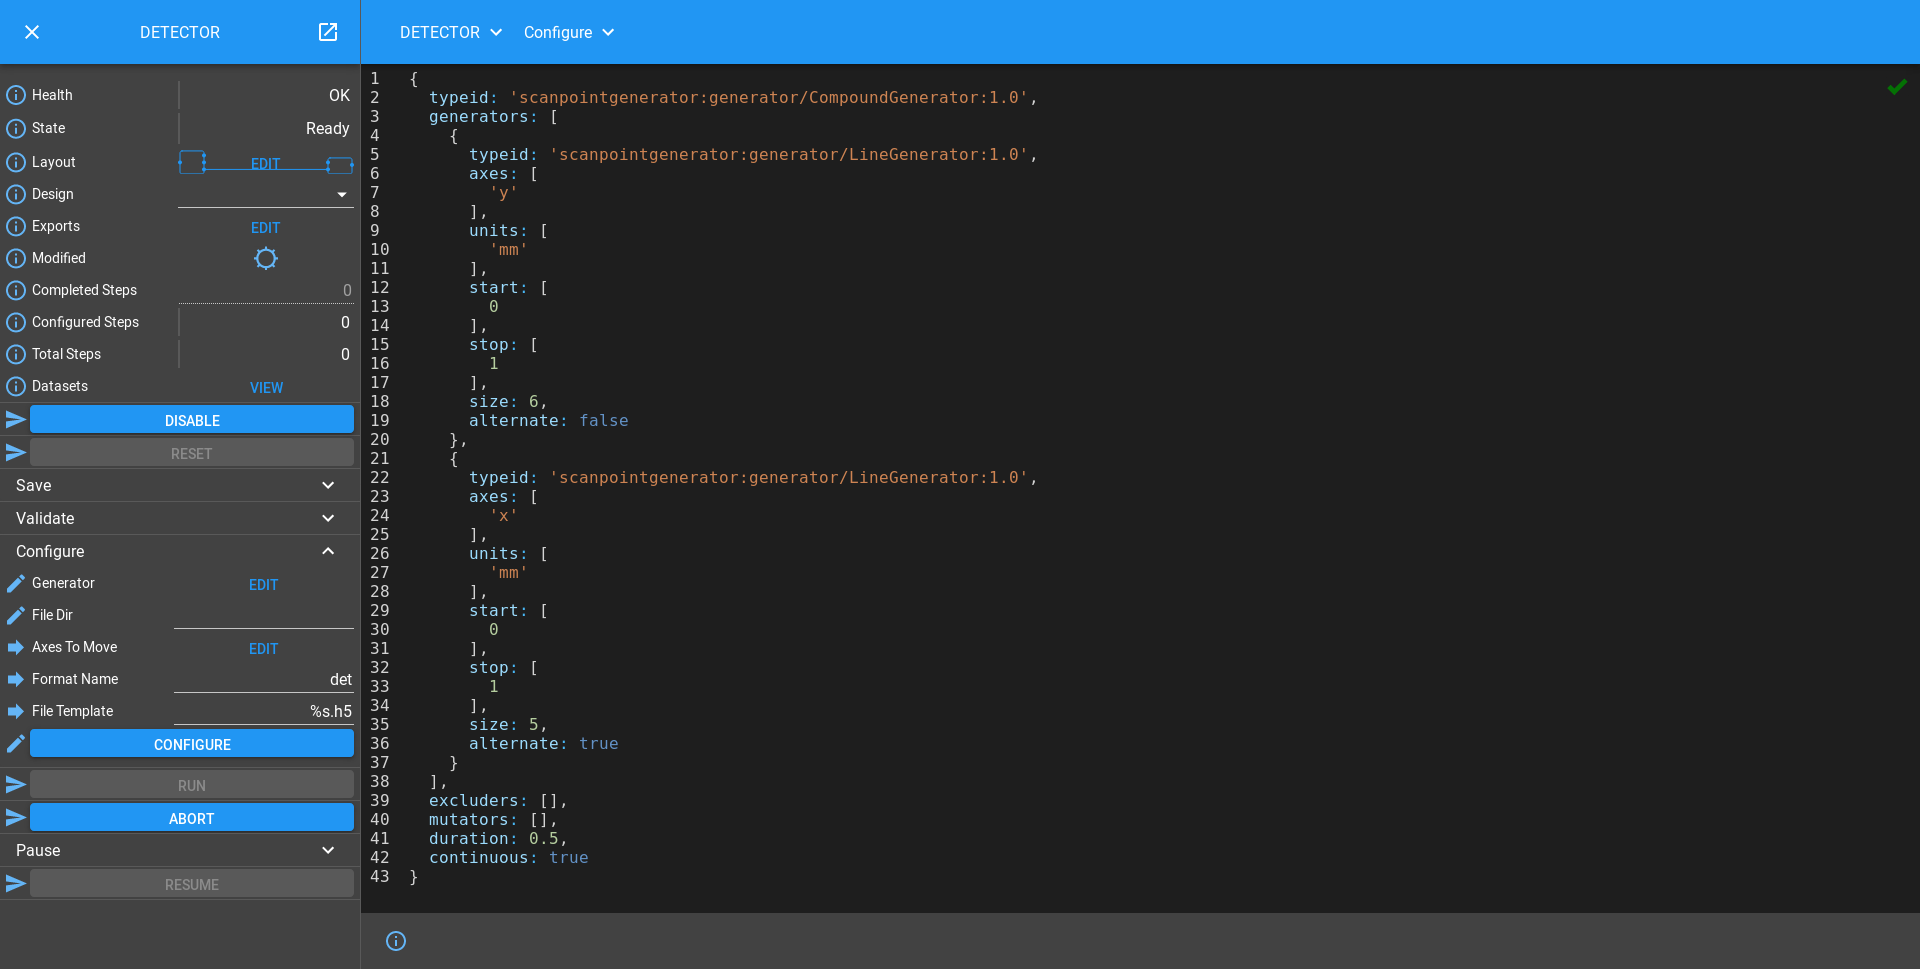 DETECTOR
DETECTOR Configure
Health OK
State Ready
Layout EDIT
Design
Exports EDIT
Modified
Completed Steps 0
Configured Steps 0
Total Steps 0
Datasets VIEW
DISABLE
RESET
Save
Validate
Configure
Generator EDIT
File Dir
Axes To Move EDIT
Format Name det
File Template %s.h5
CONFIGURE
RUN
ABORT
Pause
RESUME
1 {
2 typeid: 'scanpointgenerator:generator/CompoundGenerator:1.0',
3 generators: [
4 {
5 typeid: 'scanpointgenerator:generator/LineGenerator:1.0',
6 axes: [
7 'y'
8 ],
9 units: [
10 'mm'
11 ],
12 start: [
13 0
14 ],
15 stop: [
16 1
17 ],
18 size: 6,
19 alternate: false
20 },
21 {
22 typeid: 'scanpointgenerator:generator/LineGenerator:1.0',
23 axes: [
24 'x'
25 ],
26 units: [
27 'mm'
28 ],
29 start: [
30 0
31 ],
32 stop: [
33 1
34 ],
35 size: 5,
36 alternate: true
37 }
38 ],
39 excluders: [],
40 mutators: [],
41 duration: 0.5,
42 continuous: true
43 }